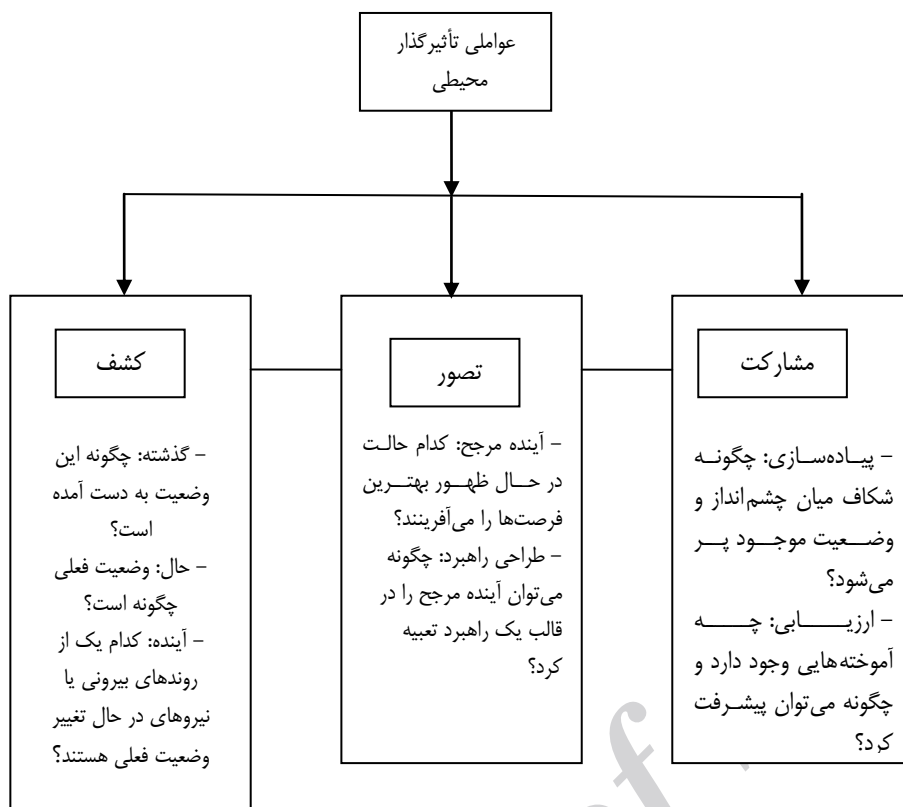 عواملی تأثیرگذار
محیطی
مشارکت
– پیاده‌سازی: چگونه
شکاف میان چشم‌انداز و
وضعیت موجود پر
می‌شود؟
– ارزیابی: چه
آموخته‌هایی وجود دارد و
چگونه می‌توان پیشرفت
کرد؟
تصور
– آینده مرجح: کدام حالت
در حال ظهور بهترین
فرصت‌ها را می‌آفرینند؟
– طراحی راهبرد: چگونه
می‌توان آینده مرجح را در
قالب یک راهبرد تعبیه
کرد؟
کشف
– گذشته: چگونه این
وضعیت به دست آمده
است؟
– حال: وضعیت فعلی
چگونه است؟
– آینده: کدام یک از
روندهای بیرونی یا
نیروهای در حال تغییر
وضعیت فعلی هستند؟
of